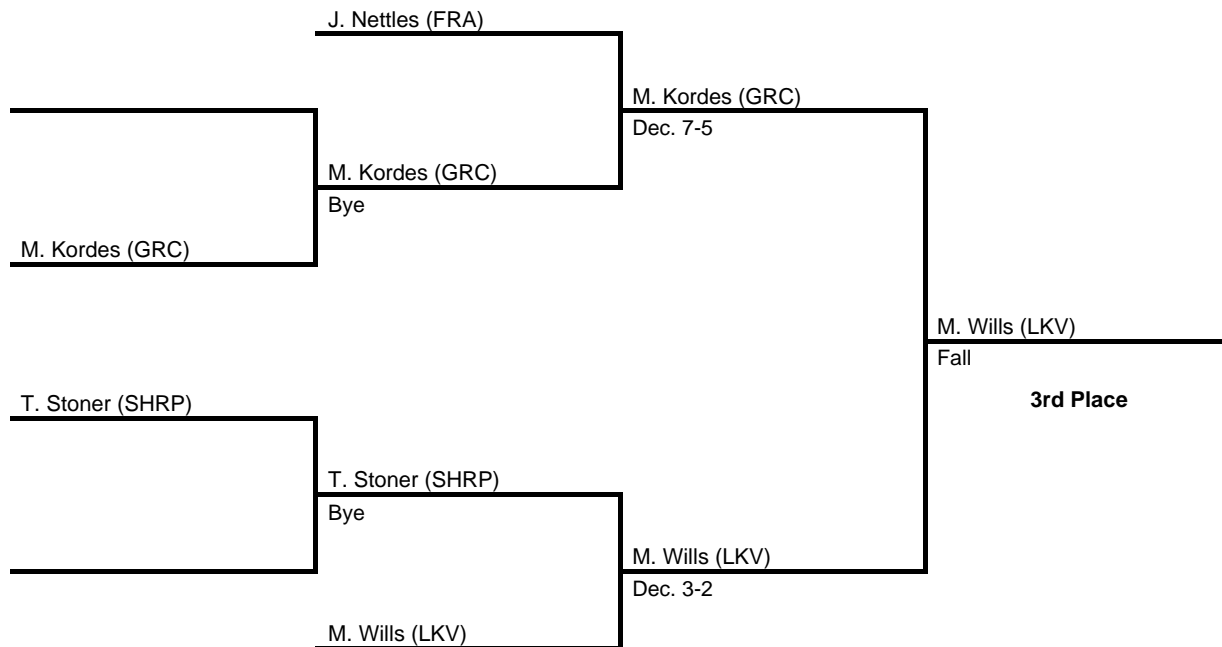 J. Nettles (FRA)
M. Kordes (GRC)
Dec. 7-5
M. Kordes (GRC)
Bye
M. Kordes (GRC)
M. Wills (LKV)
Fall
3rd Place
T. Stoner (SHRP)
T. Stoner (SHRP)
Bye
M. Wills (LKV)
Dec. 3-2
M. Wills (LKV)